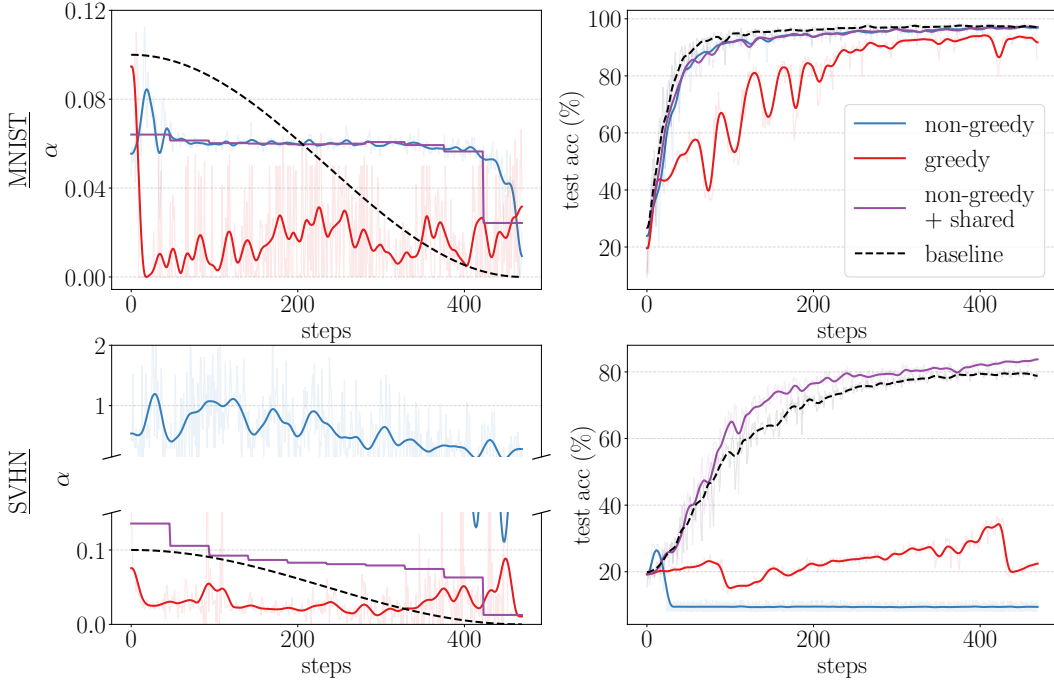 MNIST
α
0.12
0.08
0.04
0.00
0
200
400
steps
test acc (%)
100
80
60
40
20
0
200
400
steps
non-greedy
greedy
non-greedy
+ shared
baseline
SVHN
α
2
1
0.1
0.0
0
200
400
steps
test acc (%)
80
60
40
20
0
200
400
steps